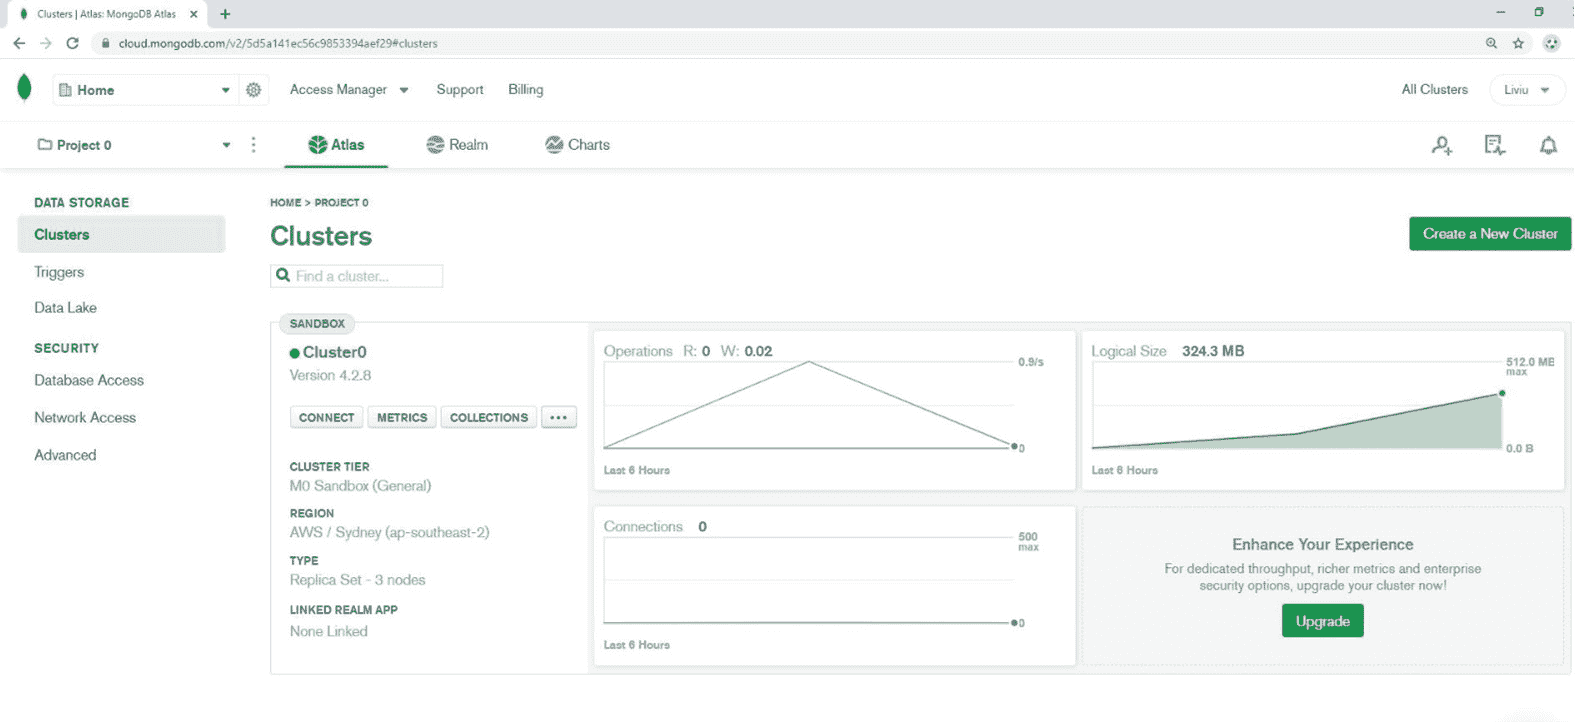 Clusters | Atlas: MongoDB Atlas
cloud.mongodb.com/v2/5d5a141ec56c9853394aef29#clusters
Home
Access Manager
Support
Billing
All Clusters
Liviu
Project 0
Atlas
Realm
Charts
DATA STORAGE
Clusters
Triggers
Data Lake
SECURITY
Database Access
Network Access
Advanced
HOME > PROJECT 0
Clusters
Create a New Cluster
Find a cluster...
SANDBOX
Cluster0
Version 4.2.8
CONNECT
METRICS
COLLECTIONS
CLUSTER TIER
M0 Sandbox (General)
REGION
AWS / Sydney (ap-southeast-2)
TYPE
Replica Set - 3 nodes
LINKED REALM APP
None Linked
Operations R: 0 W: 0.02
0.9/s
0
Last 6 Hours
Logical Size 324.3 MB
512.0 MB
max
0.0 B
Last 6 Hours
Connections 0
500
max
0
Last 6 Hours
Enhance Your Experience
For dedicated throughput, richer metrics and enterprise
security options, upgrade your cluster now!
Upgrade